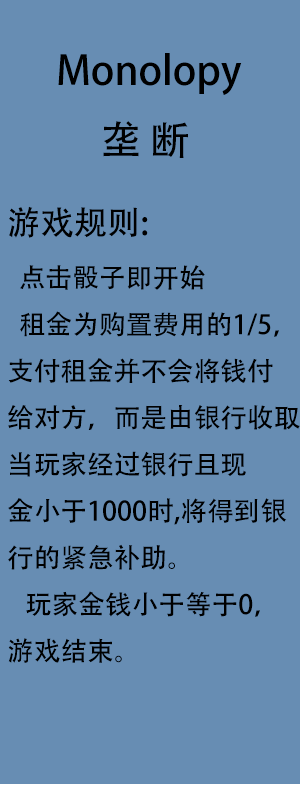 Monolopy
垄断
游戏规则:
点击骰子即开始
租金为购置费用的1/5,
支付租金并不会将钱付
给对方，而是由银行收取
当玩家经过银行且现
金小于1000时,将得到银
行的紧急补助。
玩家金钱小于等于0,
游戏结束。